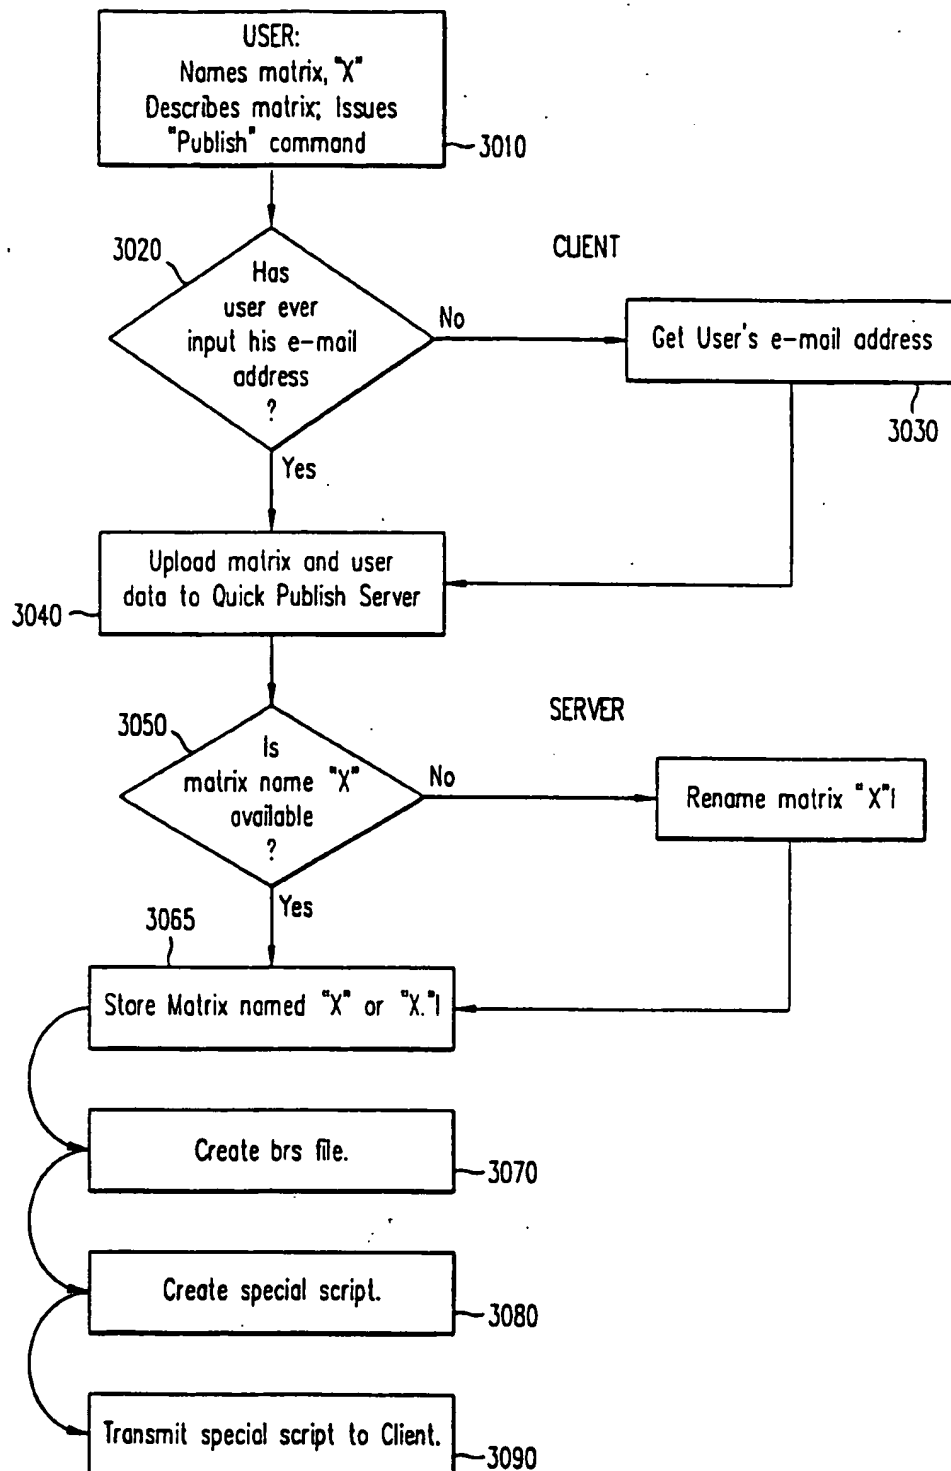 USER:
Names matrix, "X"
Describes matrix; Issues
"Publish" command
3010
CLIENT
3020
Has
user ever
input his e-mail
address
?
No
Get User's e-mail address
3030
Yes
Upload matrix and user
data to Quick Publish Server
3040
SERVER
3050
Is
matrix name "X"
available
?
No
Rename matrix "X"1
Yes
3065
Store Matrix named "X" or "X."1
Create brs file.
3070
Create special script.
3080
Transmit special script to Client.
3090